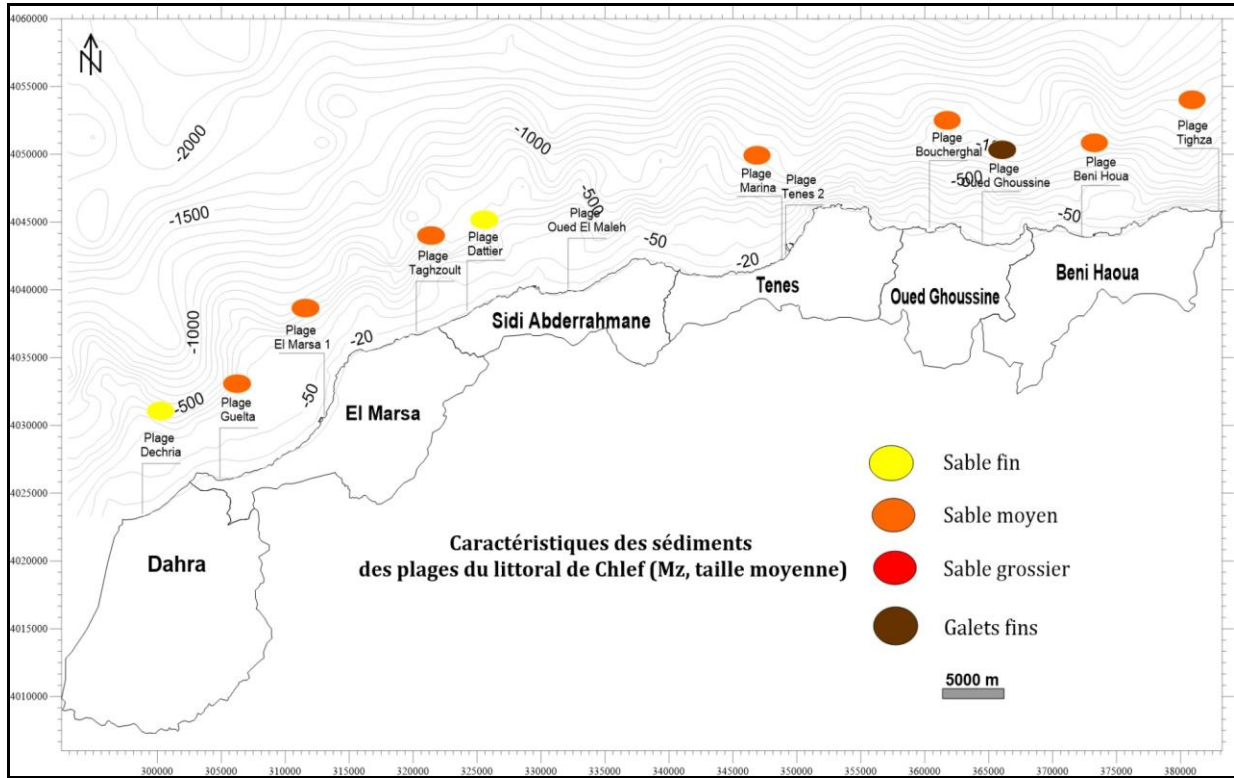 4060000
4055000
4050000
4045000
4040000
4035000
4030000
4025000
4020000
4015000
4010000
N
-2000
-1500
-1000
-500
-1000
-500
-50
-20
-500
-50
-20
-50
-20
-500
-50
Plage
Dechria
Plage
Guelta
Plage
El Marsa 1
Plage
Taghzoult
Plage
Dattier
Plage
Oued El Maleh
Plage
Marina
Plage
Tenes 2
Plage
Boucherghal
Plage
Oued Ghoussine
Plage
Beni Houa
Plage
Tighza
Dahra
El Marsa
Sidi Abderrahmane
Tenes
Oued Ghoussine
Beni Haoua
Caractéristiques des sédiments
des plages du littoral de Chlef (Mz, taille moyenne)
Sable fin
Sable moyen
Sable grossier
Galets fins
5000 m
300000 305000 310000 315000 320000 325000 330000 335000 340000 345000 350000 355000 360000 365000 370000 375000 380000